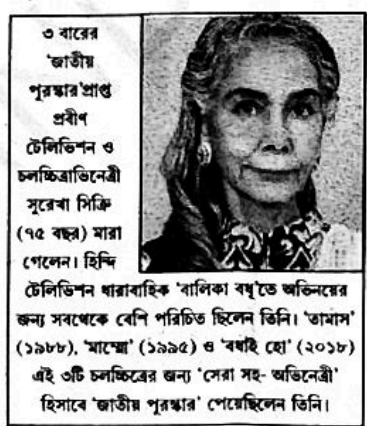 ৩ বারের
'জাতীয়
পুরস্কার'প্রাপ্ত
প্রবীণ
টেলিভিশন ও
চলচ্চিত্রাভিনেত্রী
সুরেখা সিক্রি
(৭৫ বছর) মারা
গেলেন। হিন্দি
টেলিভিশন ধারাবাহিক 'বালিকা বধূ'তে অভিনয়ের
জন্য সবথেকে বেশি পরিচিত ছিলেন তিনি। 'তামাস'
(১৯৮৮), 'মাম্মো' (১৯৯৫) ও 'বধাই হো' (২০১৮)
এই ৩টি চলচ্চিত্রের জন্য 'সেরা সহ- অভিনেত্রী'
হিসাবে 'জাতীয় পুরস্কার' পেয়েছিলেন তিনি।